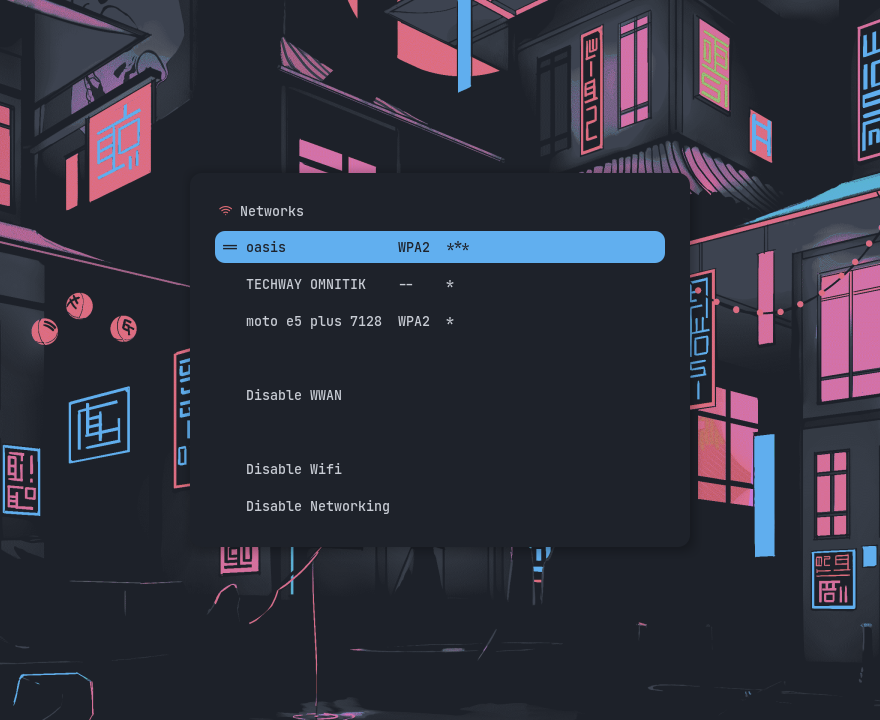 Networks
== oasis WPA2 ***
TECHWAY OMNITIK -- *
moto e5 plus 7128 WPA2 *
Disable WWAN
Disable Wifi
Disable Networking